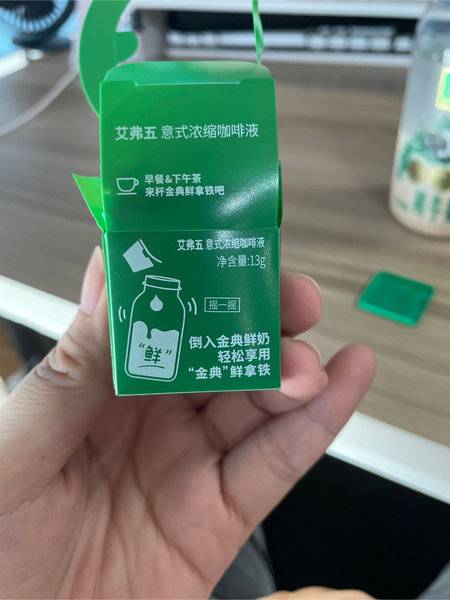 艾弗五 意式浓缩咖啡液
早餐&下午茶
来杯金典鲜拿铁吧
艾弗五 意式浓缩咖啡液
净含量:13g
摇一摇
“鲜”
倒入金典鲜奶
轻松享用
“金典”鲜拿铁